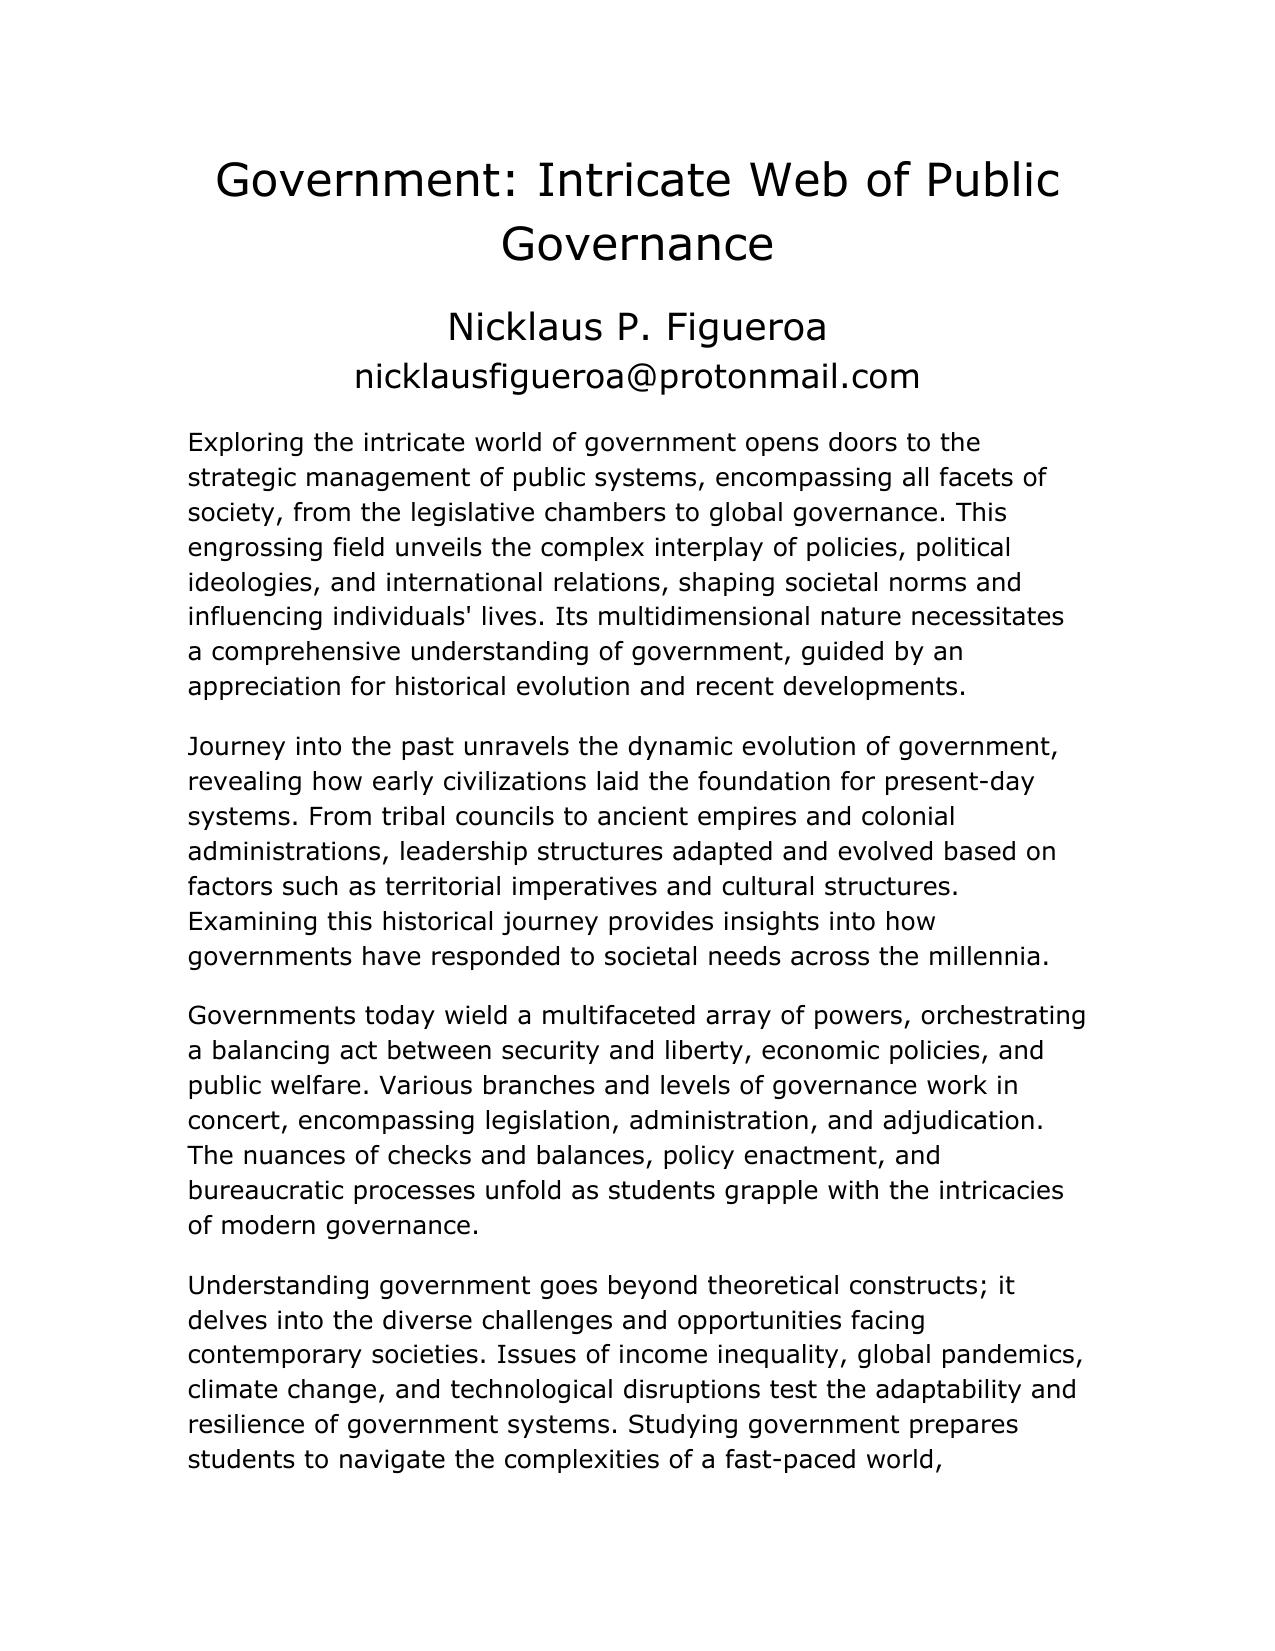 Government: Intricate Web of Public
Governance
Nicklaus P. Figueroa
nicklausfigueroa@protonmail.com
Exploring the intricate world of government opens doors to the
strategic management of public systems, encompassing all facets of
society, from the legislative chambers to global governance. This
engrossing field unveils the complex interplay of policies, political
ideologies, and international relations, shaping societal norms and
influencing individuals' lives. Its multidimensional nature necessitates
a comprehensive understanding of government, guided by an
appreciation for historical evolution and recent developments.
Journey into the past unravels the dynamic evolution of government,
revealing how early civilizations laid the foundation for present-day
systems. From tribal councils to ancient empires and colonial
administrations, leadership structures adapted and evolved based on
factors such as territorial imperatives and cultural structures.
Examining this historical journey provides insights into how
governments have responded to societal needs across the millennia.
Governments today wield a multifaceted array of powers, orchestrating
a balancing act between security and liberty, economic policies, and
public welfare. Various branches and levels of governance work in
concert, encompassing legislation, administration, and adjudication.
The nuances of checks and balances, policy enactment, and
bureaucratic processes unfold as students grapple with the intricacies
of modern governance.
Understanding government goes beyond theoretical constructs; it
delves into the diverse challenges and opportunities facing
contemporary societies. Issues of income inequality, global pandemics,
climate change, and technological disruptions test the adaptability and
resilience of government systems. Studying government prepares
students to navigate the complexities of a fast-paced world,